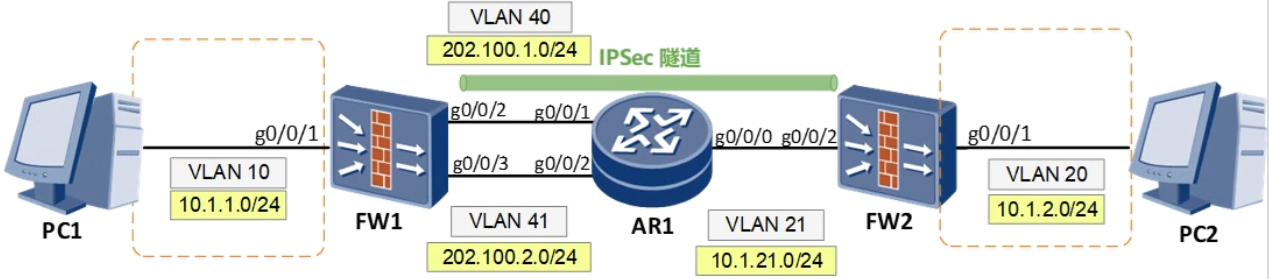 VLAN 40
202.100.1.0/24
IPSec 隧道
g0/0/1
g0/0/2
g0/0/1
g0/0/0
g0/0/2
g0/0/1
VLAN 10
10.1.1.0/24
g0/0/3
g0/0/2
VLAN 20
10.1.2.0/24
PC1
FW1
VLAN 41
202.100.2.0/24
AR1
VLAN 21
10.1.21.0/24
FW2
PC2